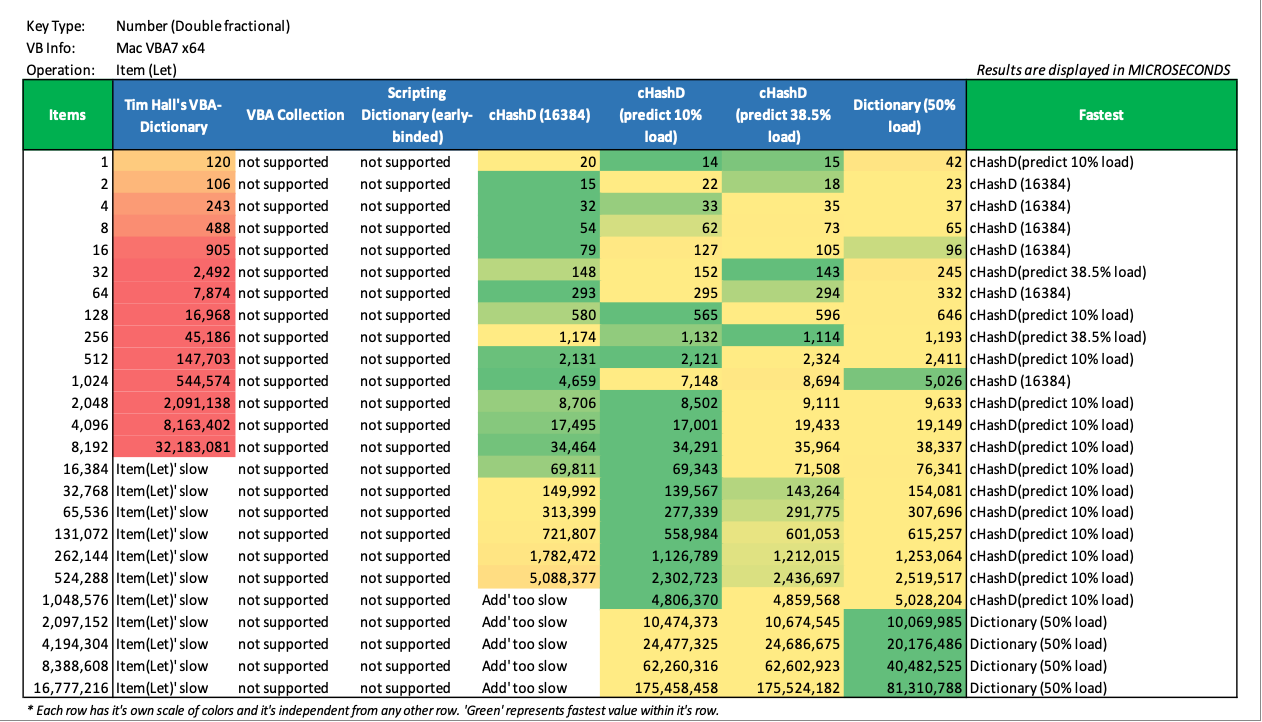 Key Type: Number (Double fractional)
VB Info: Mac VBA7 x64
Operation: Item (Let) Results are displayed in MICROSECONDS
Items Tim Hall's VBA-Dictionary VBA Collection Scripting Dictionary (early-binded) cHashD (16384) cHashD (predict 10% load) cHashD (predict 38.5% load) Dictionary (50% load) Fastest
1 120 not supported not supported 20 14 15 42 cHashD(predict 10% load)
2 106 not supported not supported 15 22 18 23 cHashD (16384)
4 243 not supported not supported 32 33 35 37 cHashD (16384)
8 488 not supported not supported 54 62 73 65 cHashD (16384)
16 905 not supported not supported 79 127 105 96 cHashD (16384)
32 2,492 not supported not supported 148 152 143 245 cHashD(predict 38.5% load)
64 7,874 not supported not supported 293 295 294 332 cHashD (16384)
128 16,968 not supported not supported 580 565 596 646 cHashD(predict 10% load)
256 45,186 not supported not supported 1,174 1,132 1,114 1,193 cHashD(predict 38.5% load)
512 147,703 not supported not supported 2,131 2,121 2,324 2,411 cHashD(predict 10% load)
1,024 544,574 not supported not supported 4,659 7,148 8,694 5,026 cHashD (16384)
2,048 2,091,138 not supported not supported 8,706 8,502 9,111 9,633 cHashD(predict 10% load)
4,096 8,163,402 not supported not supported 17,495 17,001 19,433 19,149 cHashD(predict 10% load)
8,192 32,183,081 not supported not supported 34,464 34,291 35,964 38,337 cHashD(predict 10% load)
16,384 Item(Let)' slow not supported not supported 69,811 69,343 71,508 76,341 cHashD(predict 10% load)
32,768 Item(Let)' slow not supported not supported 149,992 139,567 143,264 154,081 cHashD(predict 10% load)
65,536 Item(Let)' slow not supported not supported 313,399 277,339 291,775 307,696 cHashD(predict 10% load)
131,072 Item(Let)' slow not supported not supported 721,807 558,984 601,053 615,257 cHashD(predict 10% load)
262,144 Item(Let)' slow not supported not supported 1,782,472 1,126,789 1,212,015 1,253,064 cHashD(predict 10% load)
524,288 Item(Let)' slow not supported not supported 5,088,377 2,302,723 2,436,697 2,519,517 cHashD(predict 10% load)
1,048,576 Item(Let)' slow not supported not supported Add' too slow 4,806,370 4,859,568 5,028,204 cHashD(predict 10% load)
2,097,152 Item(Let)' slow not supported not supported Add' too slow 10,474,373 10,674,545 10,069,985 Dictionary (50% load)
4,194,304 Item(Let)' slow not supported not supported Add' too slow 24,477,325 24,686,675 20,176,486 Dictionary (50% load)
8,388,608 Item(Let)' slow not supported not supported Add' too slow 62,260,316 62,602,923 40,482,525 Dictionary (50% load)
16,777,216 Item(Let)' slow not supported not supported Add' too slow 175,458,458 175,524,182 81,310,788 Dictionary (50% load)
* Each row has it's own scale of colors and it's independent from any other row. 'Green' represents fastest value within it's row.